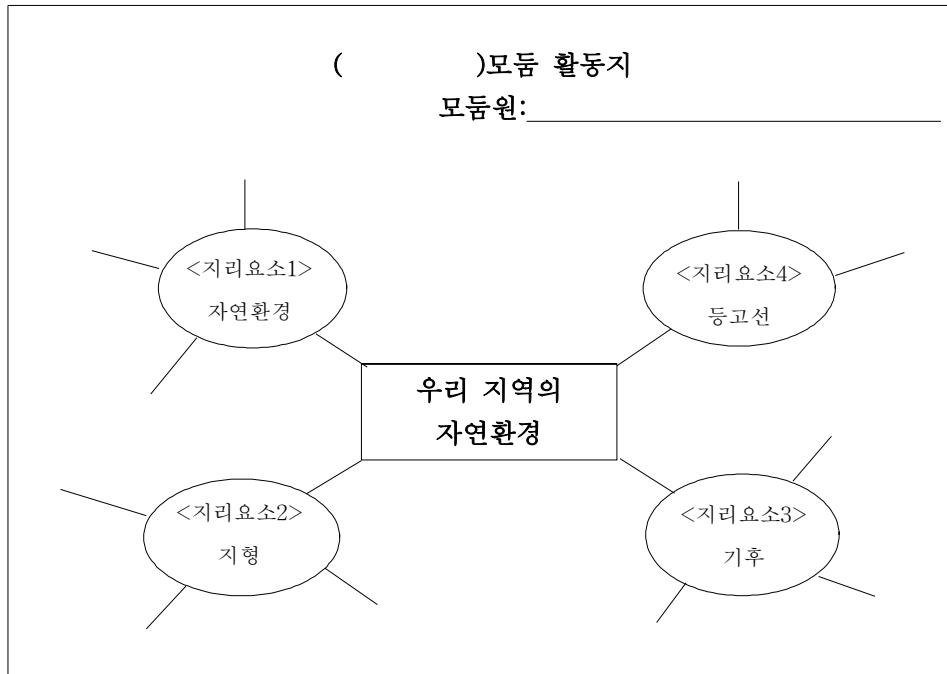 (          )모둠 활동지
모둠원:
<지리요소1>
자연환경
<지리요소4>
등고선
우리 지역의
자연환경
<지리요소2>
지형
<지리요소3>
기후